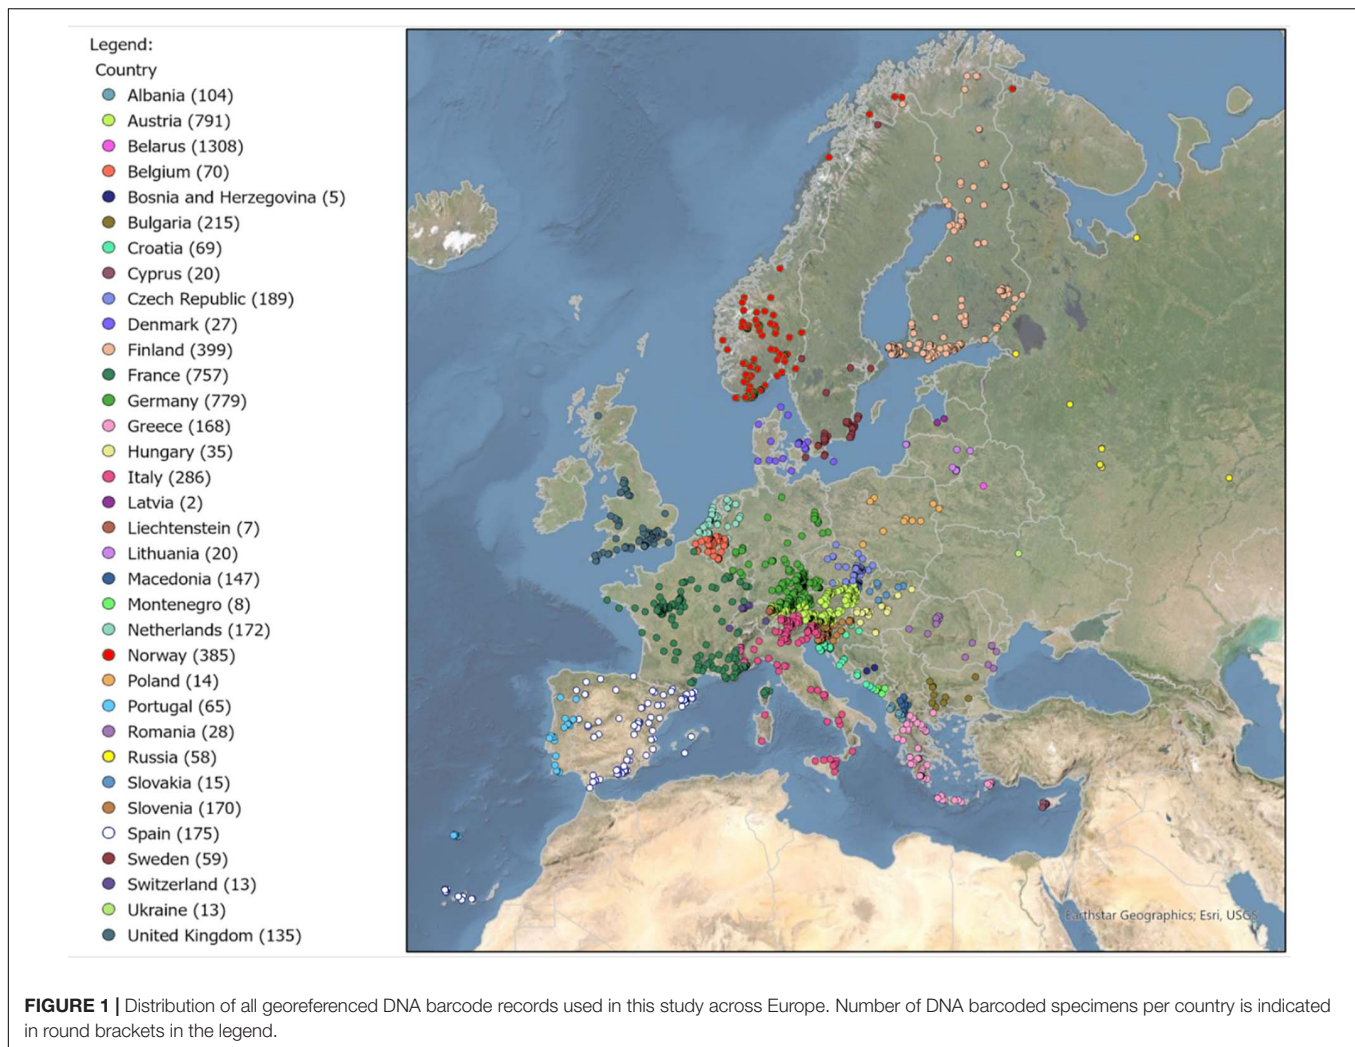 Legend:
Country
Albania (104)
Austria (791)
Belarus (1308)
Belgium (70)
Bosnia and Herzegovina (5)
Bulgaria (215)
Croatia (69)
Cyprus (20)
Czech Republic (189)
Denmark (27)
Finland (399)
France (757)
Germany (779)
Greece (168)
Hungary (35)
Italy (286)
Latvia (2)
Liechtenstein (7)
Lithuania (20)
Macedonia (147)
Montenegro (8)
Netherlands (172)
Norway (385)
Poland (14)
Portugal (65)
Romania (28)
Russia (58)
Slovakia (15)
Slovenia (170)
Spain (175)
Sweden (59)
Switzerland (13)
Ukraine (13)
United Kingdom (135)
Earthstar Geographics; Esri, USGS
FIGURE 1 | Distribution of all georeferenced DNA barcode records used in this study across Europe. Number of DNA barcoded specimens per country is indicated
in round brackets in the legend.